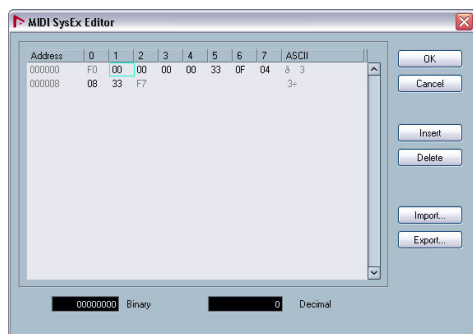 MIDI SysEx Editor
Address 0 1 2 3 4 5 6 7 ASCII
000000 F0 00 00 00 00 33 0F 04 ð 3
000008 08 33 F7 3÷
OK
Cancel
Insert
Delete
Import...
Export...
00000000 Binary 0 Decimal